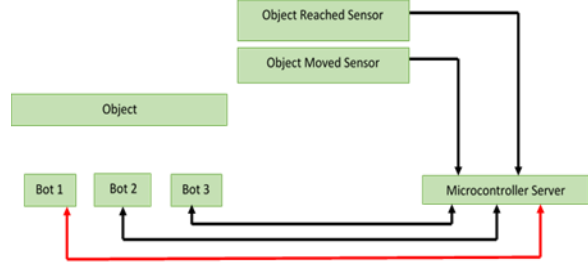 Object Reached Sensor
Object Moved Sensor
Object
Bot 1
Bot 2
Bot 3
Microcontroller Server